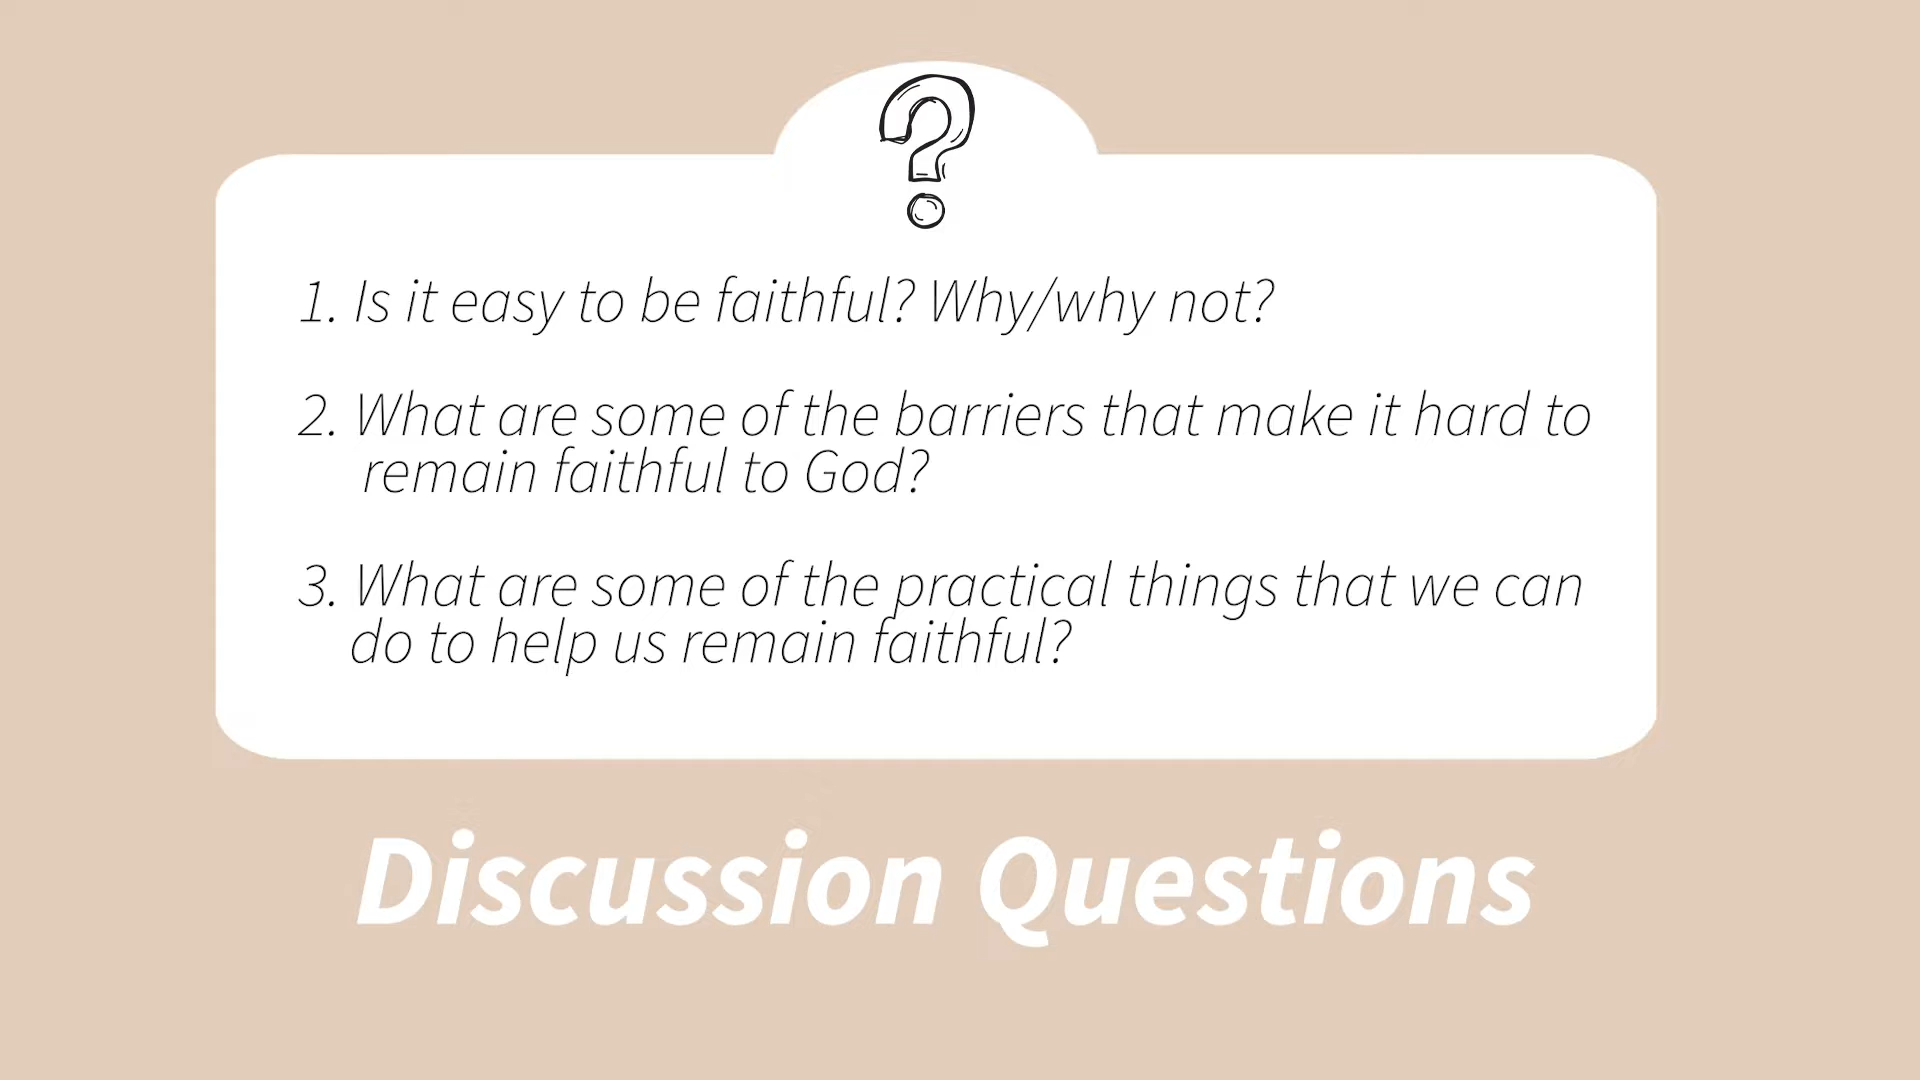 1. Is it easy to be faithful? Why/why not?
2. What are some of the barriers that make it hard to
remain faithful to God?
3. What are some of the practical things that we can
do to help us remain faithful?
Discussion Questions